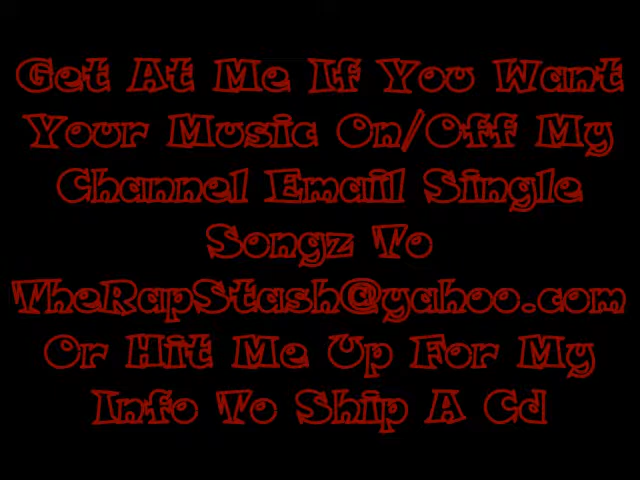 Get At Me If You Want
Your Music On/Off My
Channel Email Single
Songz To
TheRapStash@yahoo.com
Or Hit Me Up For My
Info To Ship A Cd